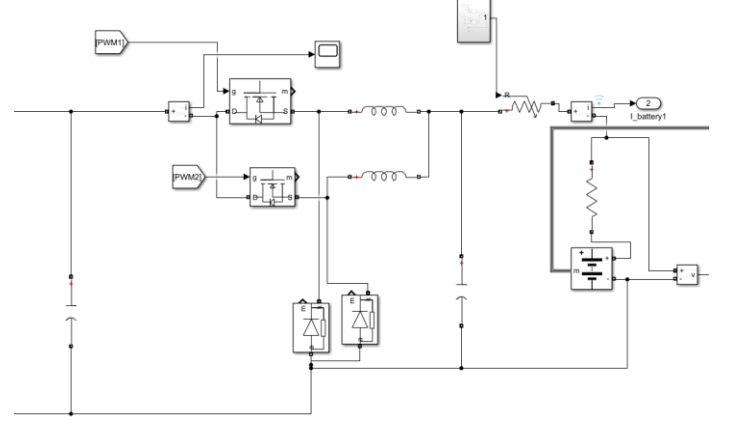 1
[PWM1]
i
+
-
g
m
D
S
R
+
i
-
2
I_battery1
[PWM2]
g
m
D
S
+
+
-
m
+
-
v
E
E